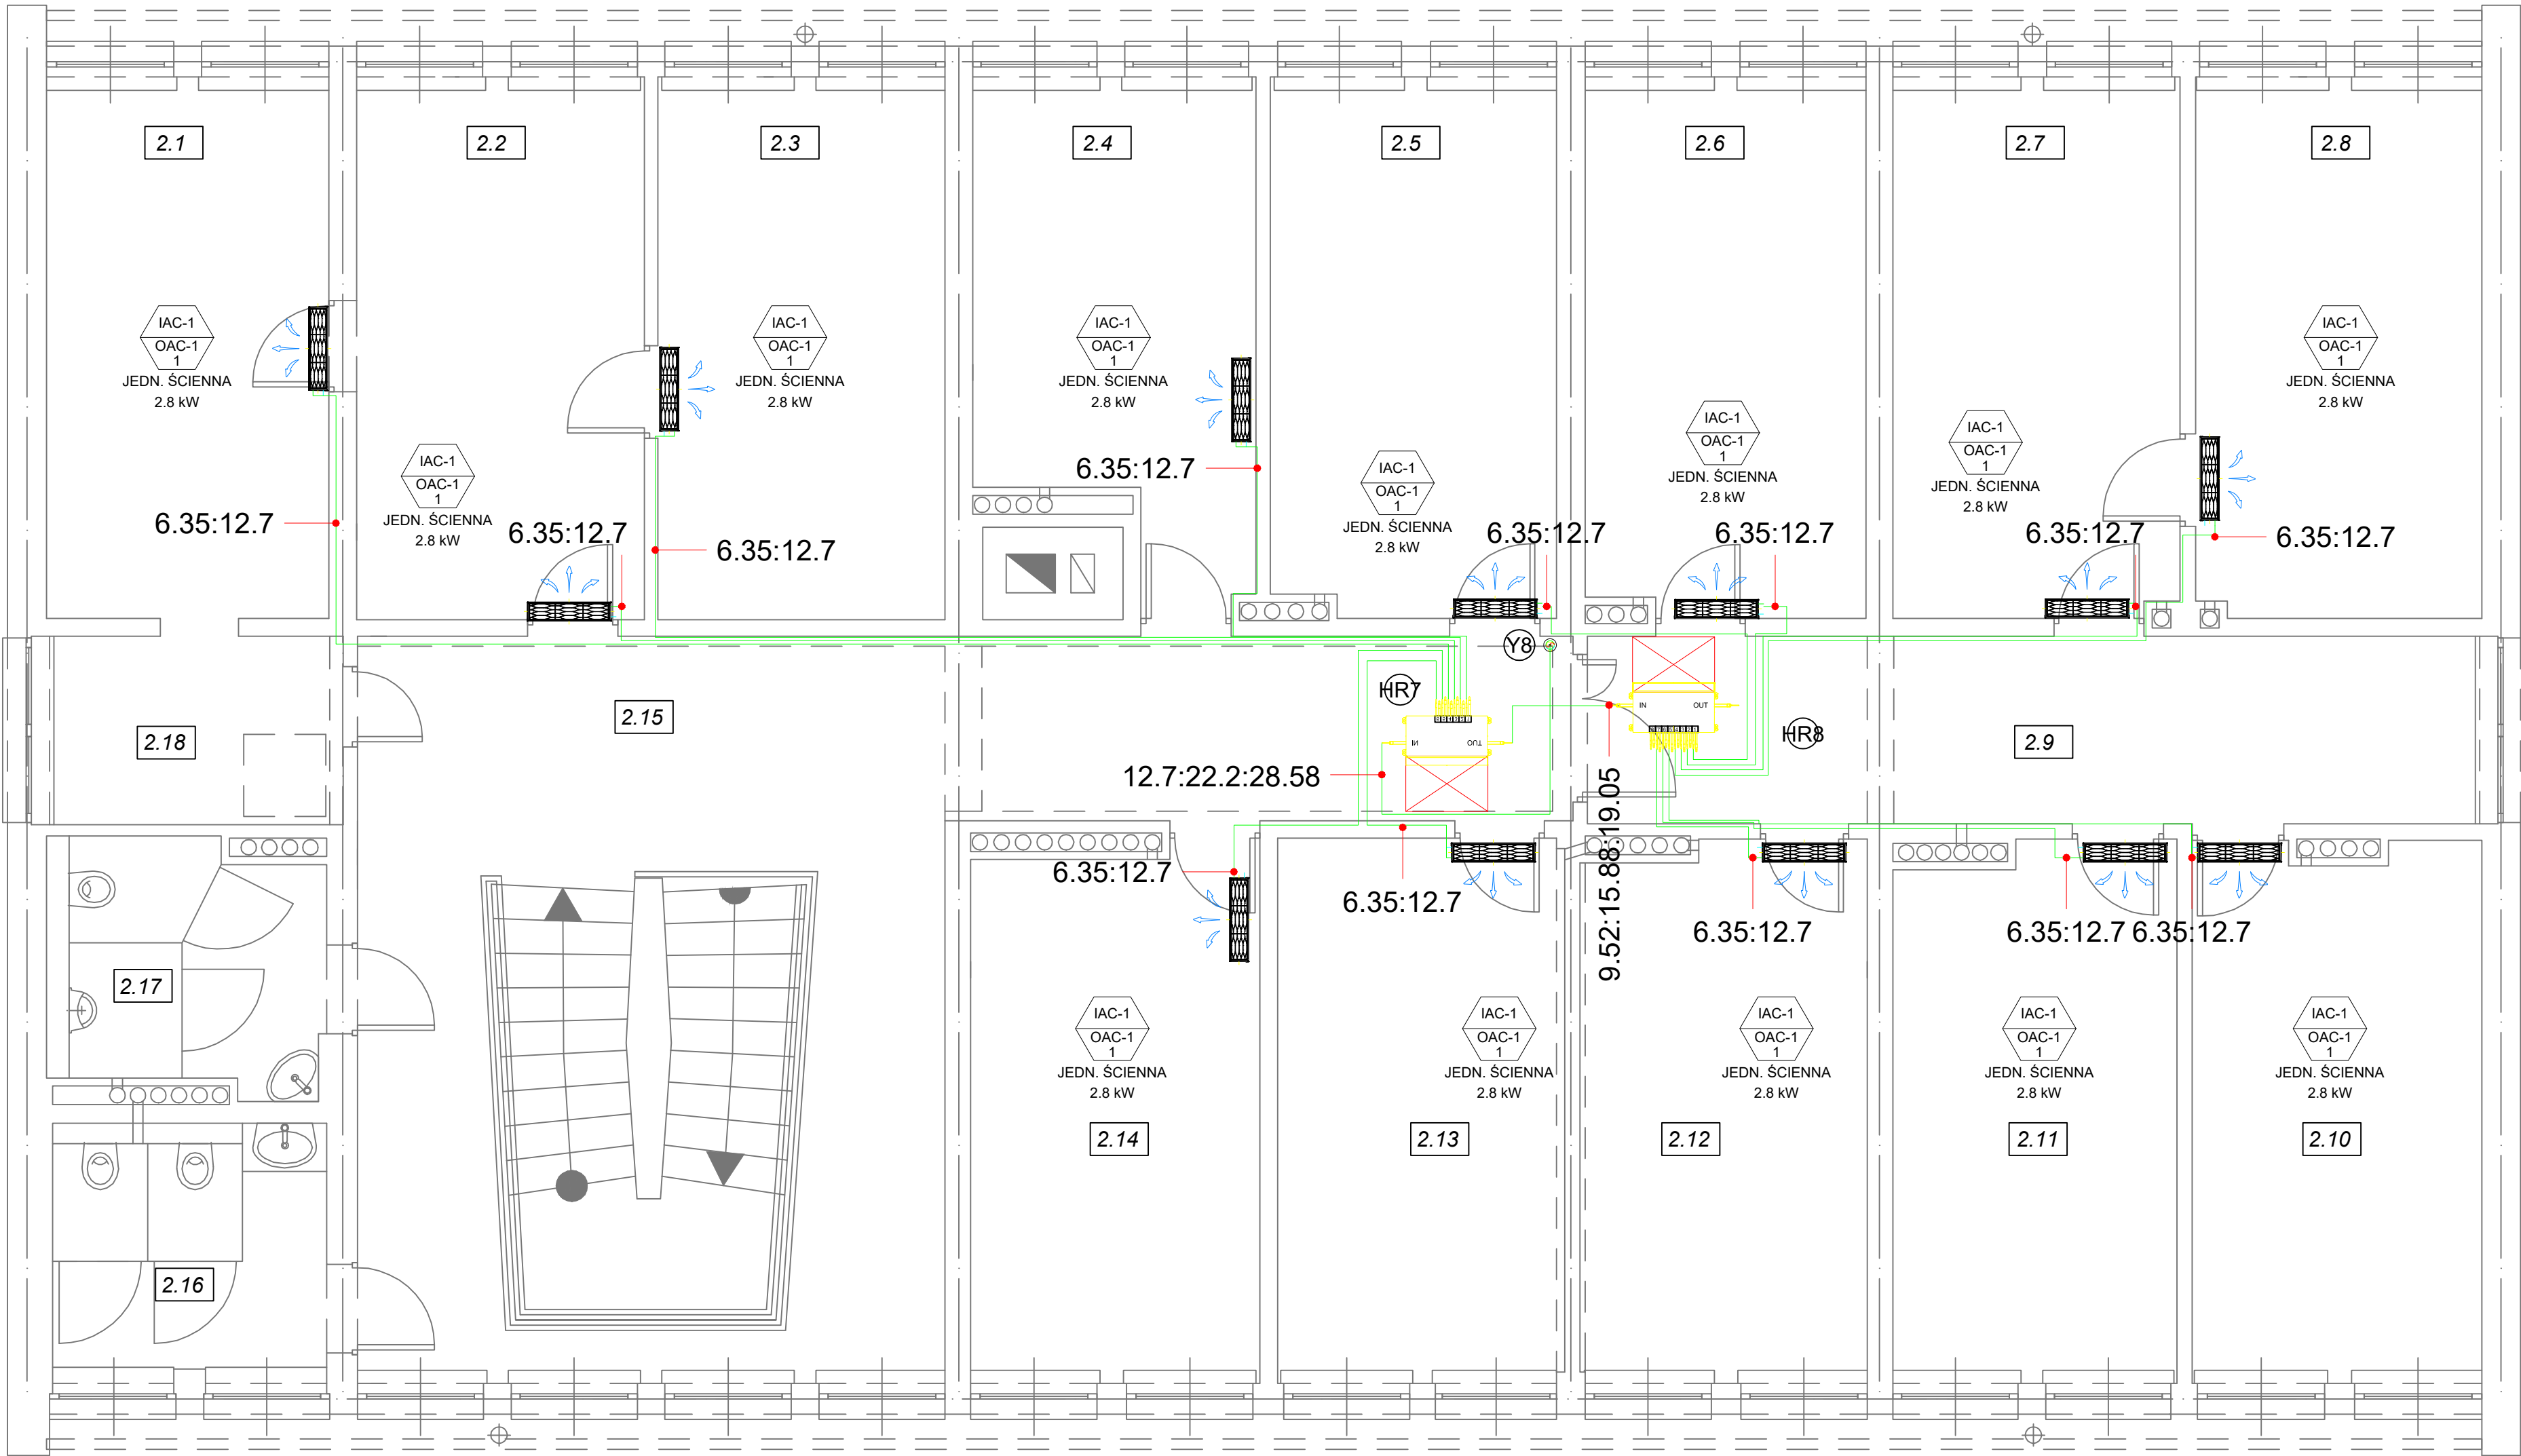 2.1
2.2
2.3
2.4
2.5
2.6
2.7
2.8
IAC-1
OAC-1
1
JEDN. ŚCIENNA
2.8 kW
IAC-1
OAC-1
1
JEDN. ŚCIENNA
2.8 kW
IAC-1
OAC-1
1
JEDN. ŚCIENNA
2.8 kW
IAC-1
OAC-1
1
JEDN. ŚCIENNA
2.8 kW
IAC-1
OAC-1
1
JEDN. ŚCIENNA
2.8 kW
IAC-1
OAC-1
1
JEDN. ŚCIENNA
2.8 kW
IAC-1
OAC-1
1
JEDN. ŚCIENNA
2.8 kW
IAC-1
OAC-1
1
JEDN. ŚCIENNA
2.8 kW
6.35:12.7
6.35:12.7
6.35:12.7
6.35:12.7
6.35:12.7
6.35:12.7
6.35:12.7
6.35:12.7
Y8
HR7
IN
OUT
IN
OUT
HR8
2.18
2.15
2.9
12.7:22.2:28.58
9.52:15.88:19.05
6.35:12.7
6.35:12.7
6.35:12.7
6.35:12.7
6.35:12.7
2.17
IAC-1
OAC-1
1
JEDN. ŚCIENNA
2.8 kW
IAC-1
OAC-1
1
JEDN. ŚCIENNA
2.8 kW
IAC-1
OAC-1
1
JEDN. ŚCIENNA
2.8 kW
IAC-1
OAC-1
1
JEDN. ŚCIENNA
2.8 kW
IAC-1
OAC-1
1
JEDN. ŚCIENNA
2.8 kW
2.14
2.13
2.12
2.11
2.10
2.16